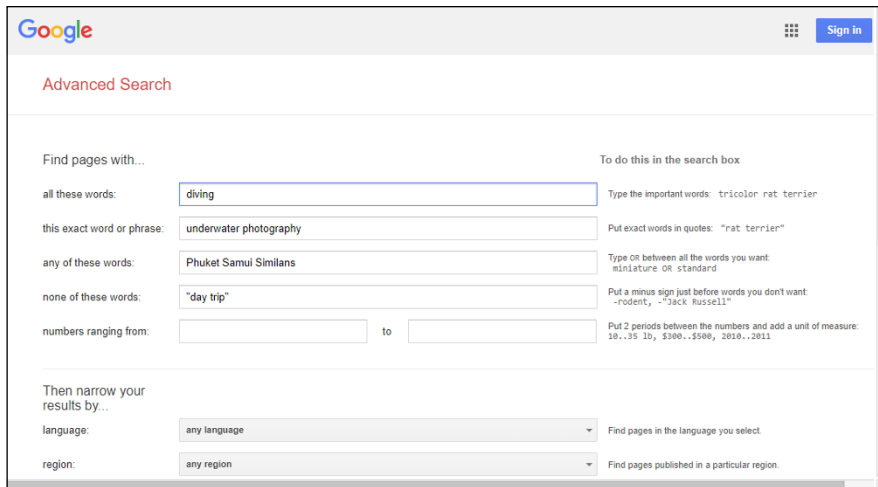 Google
Sign in
Advanced Search
Find pages with...
To do this in the search box
all these words:
diving
Type the important words: tricolor rat terrier
this exact word or phrase:
underwater photography
Put exact words in quotes: "rat terrier"
any of these words:
Phuket Samui Similans
Type OR between all the words you want:
miniature OR standard
none of these words:
"day trip"
Put a minus sign just before words you don't want:
-rodent, -"Jack Russell"
numbers ranging from:
to
Put 2 periods between the numbers and add a unit of measure:
10..35 lb, $300..$500, 2010..2011
Then narrow your
results by...
language:
any language
Find pages in the language you select.
region:
any region
Find pages published in a particular region.